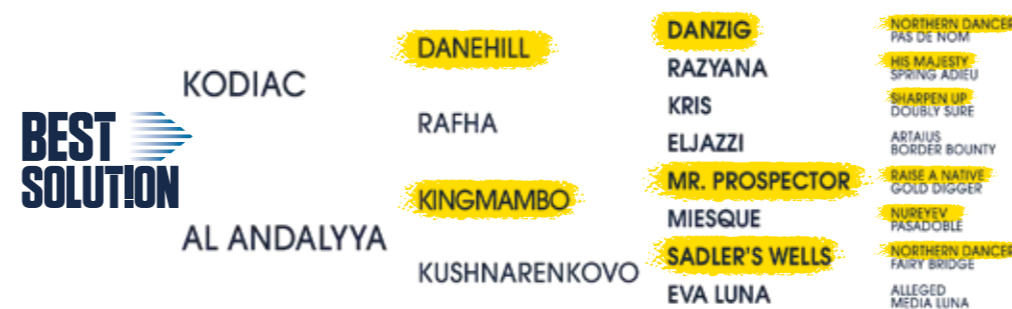 BEST
SOLUT!ON
KODIAC
AL ANDALYYA
DANEHILL
RAFHA
KINGMAMBO
KUSHNARENKOVO
DANZIG
RAZYANA
KRIS
ELJAZZI
MR. PROSPECTOR
MIESQUE
SADLER'S WELLS
EVA LUNA
NORTHERN DANCER
PAS DE NOM
HIS MAJESTY
SPRING ADIEU
SHARPEN UP
DOUBLY SURE
ARTAIUS
BORDER BOUNTY
RAISE A NATIVE
GOLD DIGGER
NUREYEV
PASADOBLE
NORTHERN DANCER
FAIRY BRIDGE
ALLEGED
MEDIA LUNA